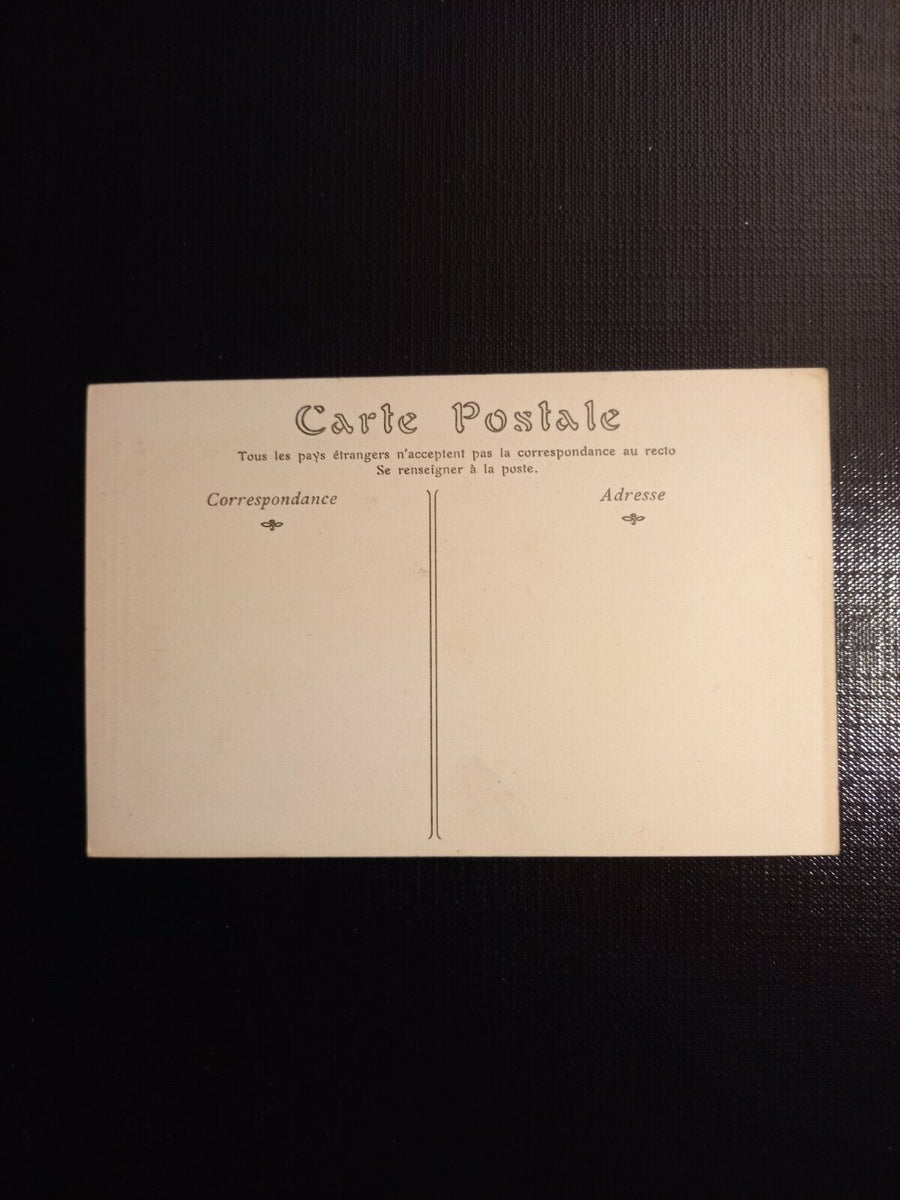 Carte Postale
Tous les pays étrangers n'acceptent pas la correspondance au recto
Se renseigner à la poste.
Correspondance
Adresse